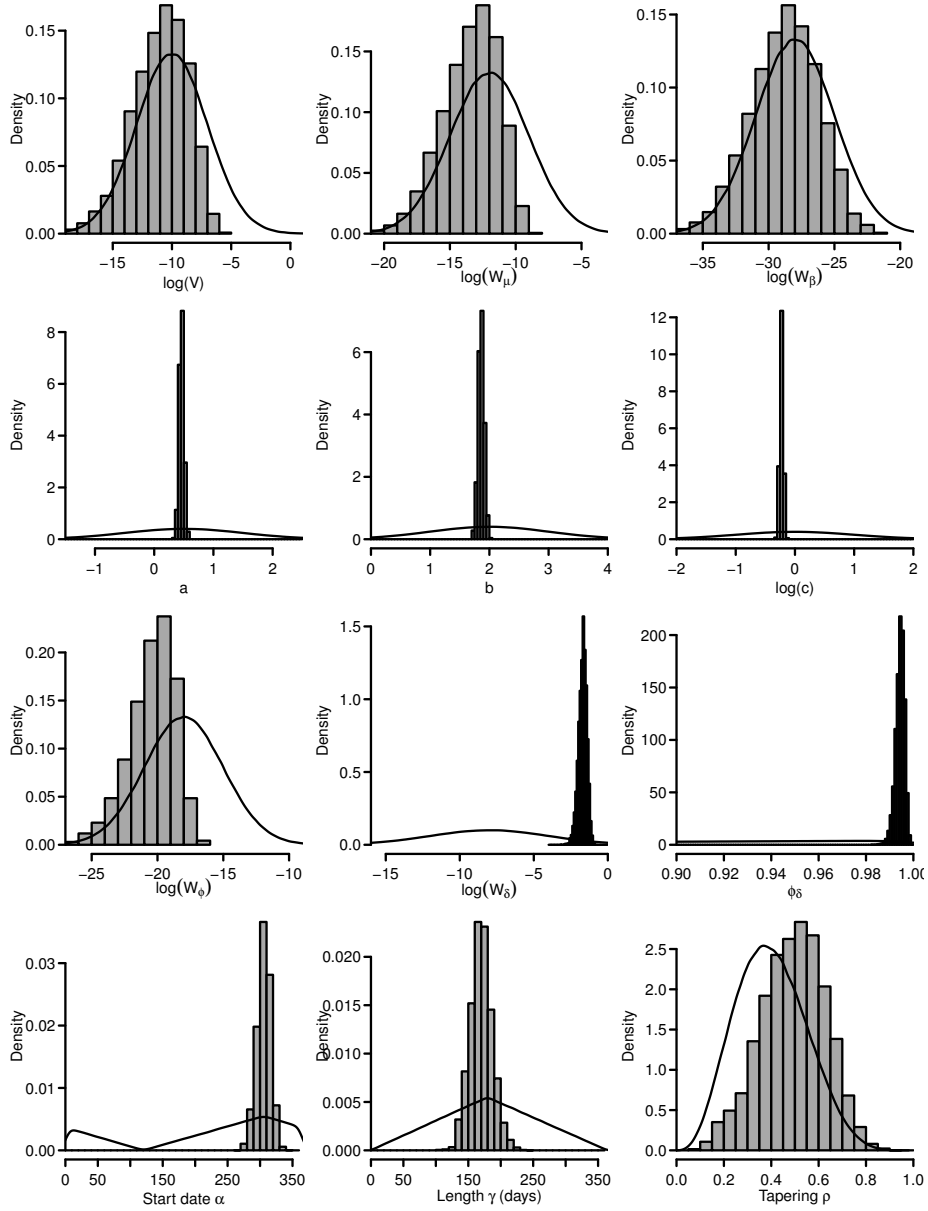 Density
0.00 0.05 0.10 0.15
−15 −10 −5 0
log(V)
Density
0.00 0.05 0.10 0.15
−20 −15 −10 −5
log(Wμ)
Density
0.00 0.05 0.10 0.15
−35 −30 −25 −20
log(Wβ)
Density
0 2 4 6 8
−1 0 1 2
a
Density
0 2 4 6
0 1 2 3 4
b
Density
0 2 4 6 8 10 12
−2 −1 0 1 2
log(c)
Density
0.00 0.05 0.10 0.15 0.20
−25 −20 −15 −10
log(Wϕ)
Density
0.0 0.5 1.0 1.5
−15 −10 −5 0
log(Wδ)
Density
0 50 100 150 200
0.90 0.92 0.94 0.96 0.98 1.00
ϕδ
Density
0.00 0.01 0.02 0.03
0 50 150 250 350
Start date α
Density
0.000 0.005 0.010 0.015 0.020
0 50 150 250 350
Length γ (days)
Density
0.0 0.5 1.0 1.5 2.0 2.5
0.0 0.2 0.4 0.6 0.8 1.0
Tapering ρ